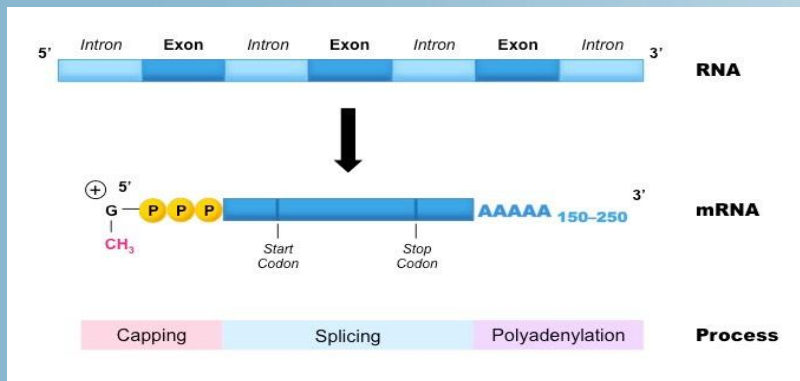 Intron Exon Intron Exon Intron Exon Intron
5’ 3’
RNA
5’ 3’
+
G P P P AAAAA 150–250 mRNA
CH3
Start Codon
Stop Codon
Capping Splicing Polyadenylation Process